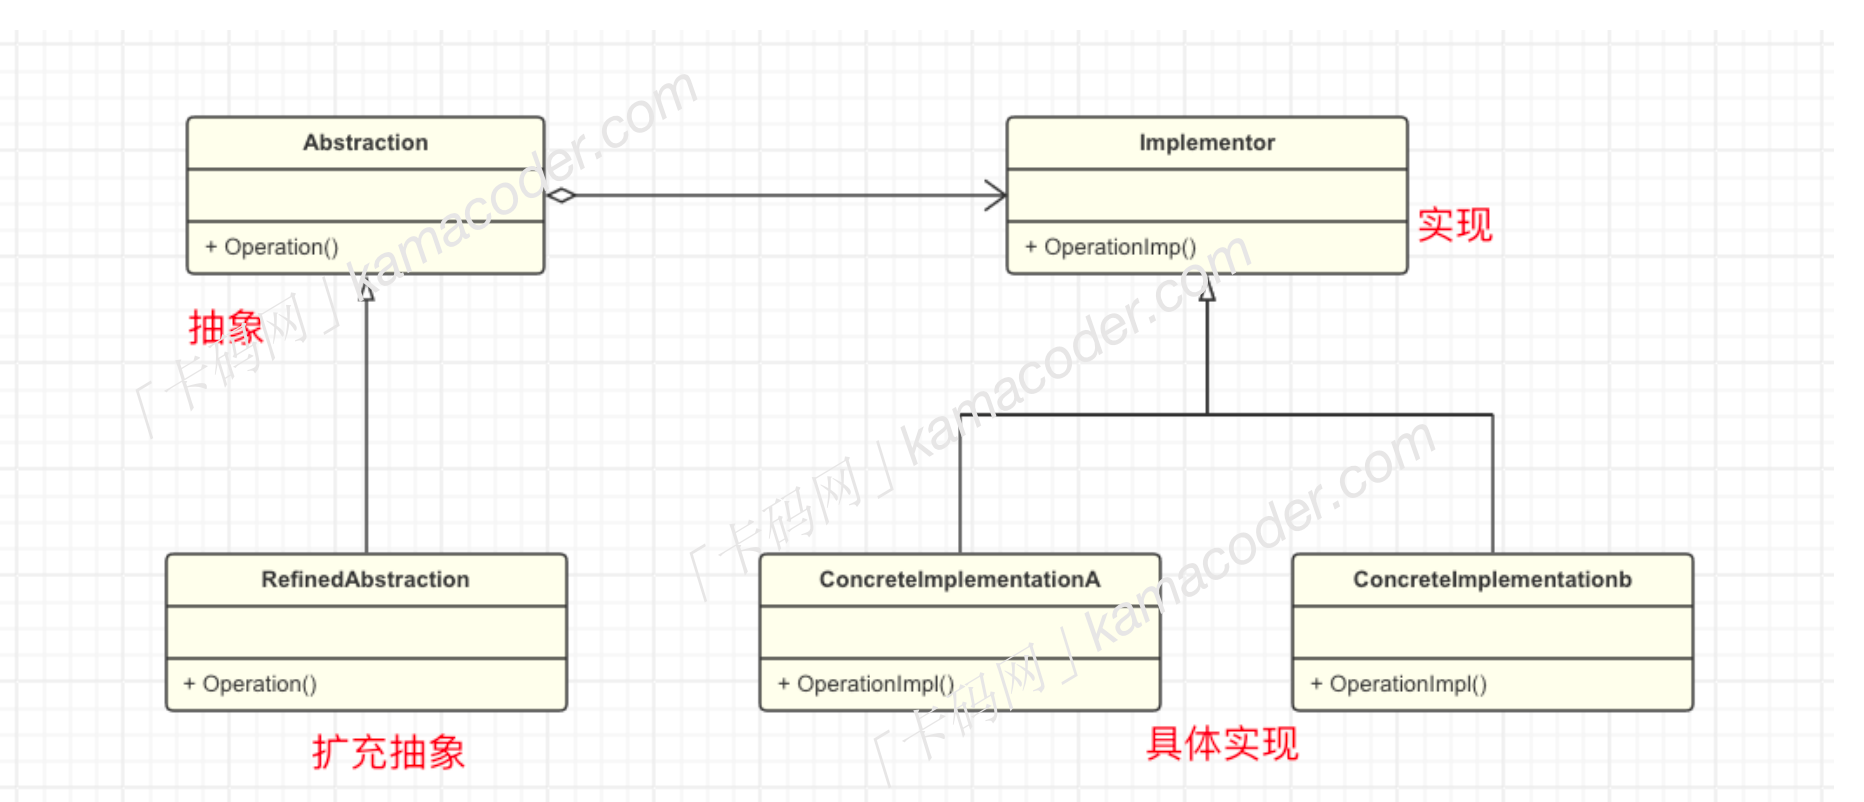 Abstraction
+ Operation()
抽象
Implementor
+ OperationImp()
实现
RefinedAbstraction
+ Operation()
扩充抽象
ConcreteImplementationA
+ OperationImpl()
ConcreteImplementationb
+ OperationImpl()
具体实现
「卡码网」kamacoder.com
「卡码网」kamacoder.com
「卡码网」kamacoder.com